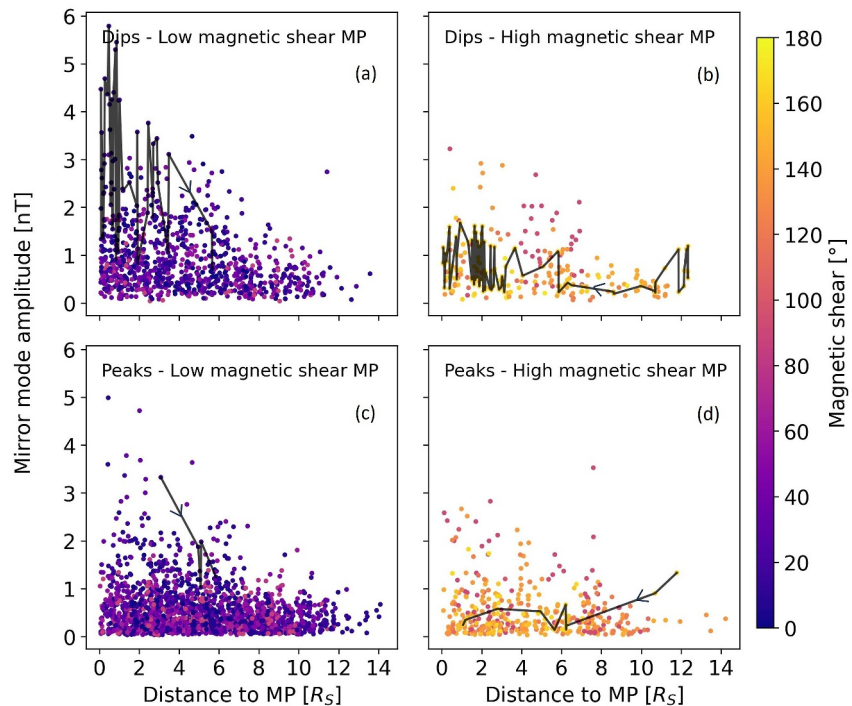 Dips - Low magnetic shear MP
(a)
Dips - High magnetic shear MP
(b)
6
5
4
3
2
1
0
Peaks - Low magnetic shear MP
(c)
Peaks - High magnetic shear MP
(d)
6
5
4
3
2
1
0
0 2 4 6 8 10 12 14
0 2 4 6 8 10 12 14
Distance to MP [R_S]
Distance to MP [R_S]
Mirror mode amplitude [nT]
180
160
140
120
100
80
60
40
20
0
Magnetic shear [°]